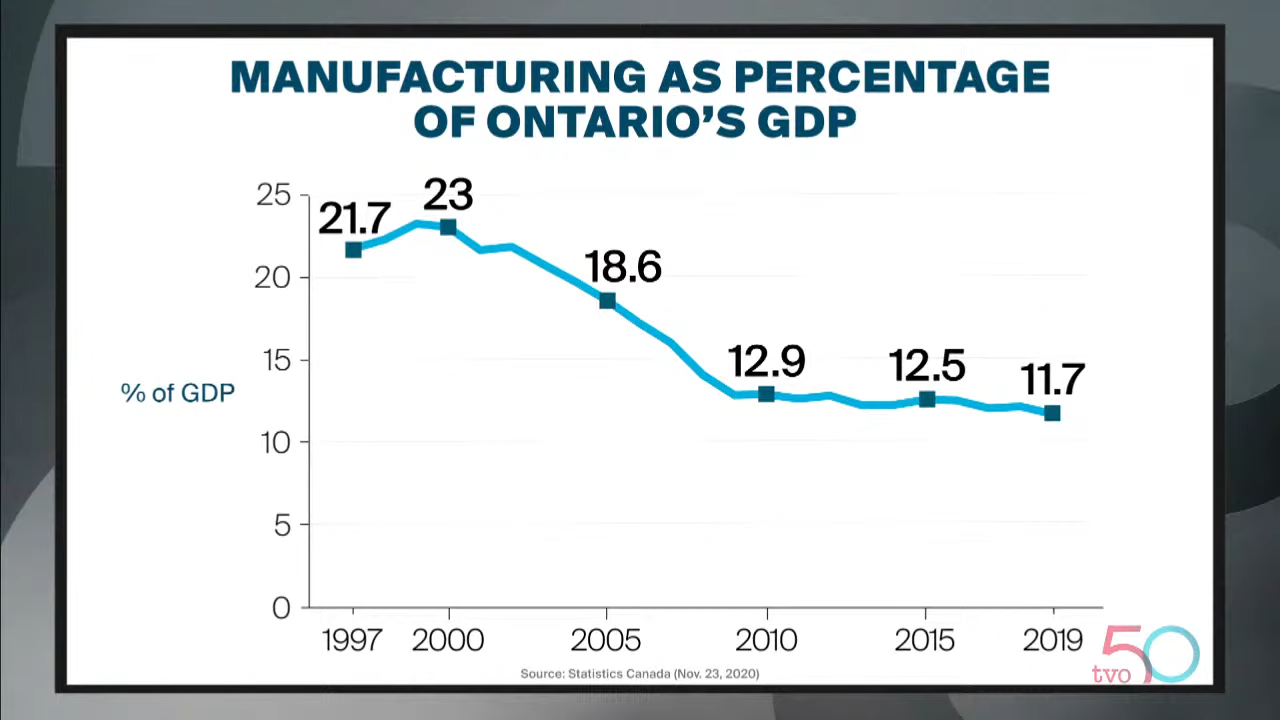 MANUFACTURING AS PERCENTAGE
OF ONTARIO'S GDP
25
20
15
10
5
0
% of GDP
21.7
23
18.6
12.9
12.5
11.7
1997 2000 2005 2010 2015 2019
Source: Statistics Canada (Nov. 23, 2020)
50
tvo